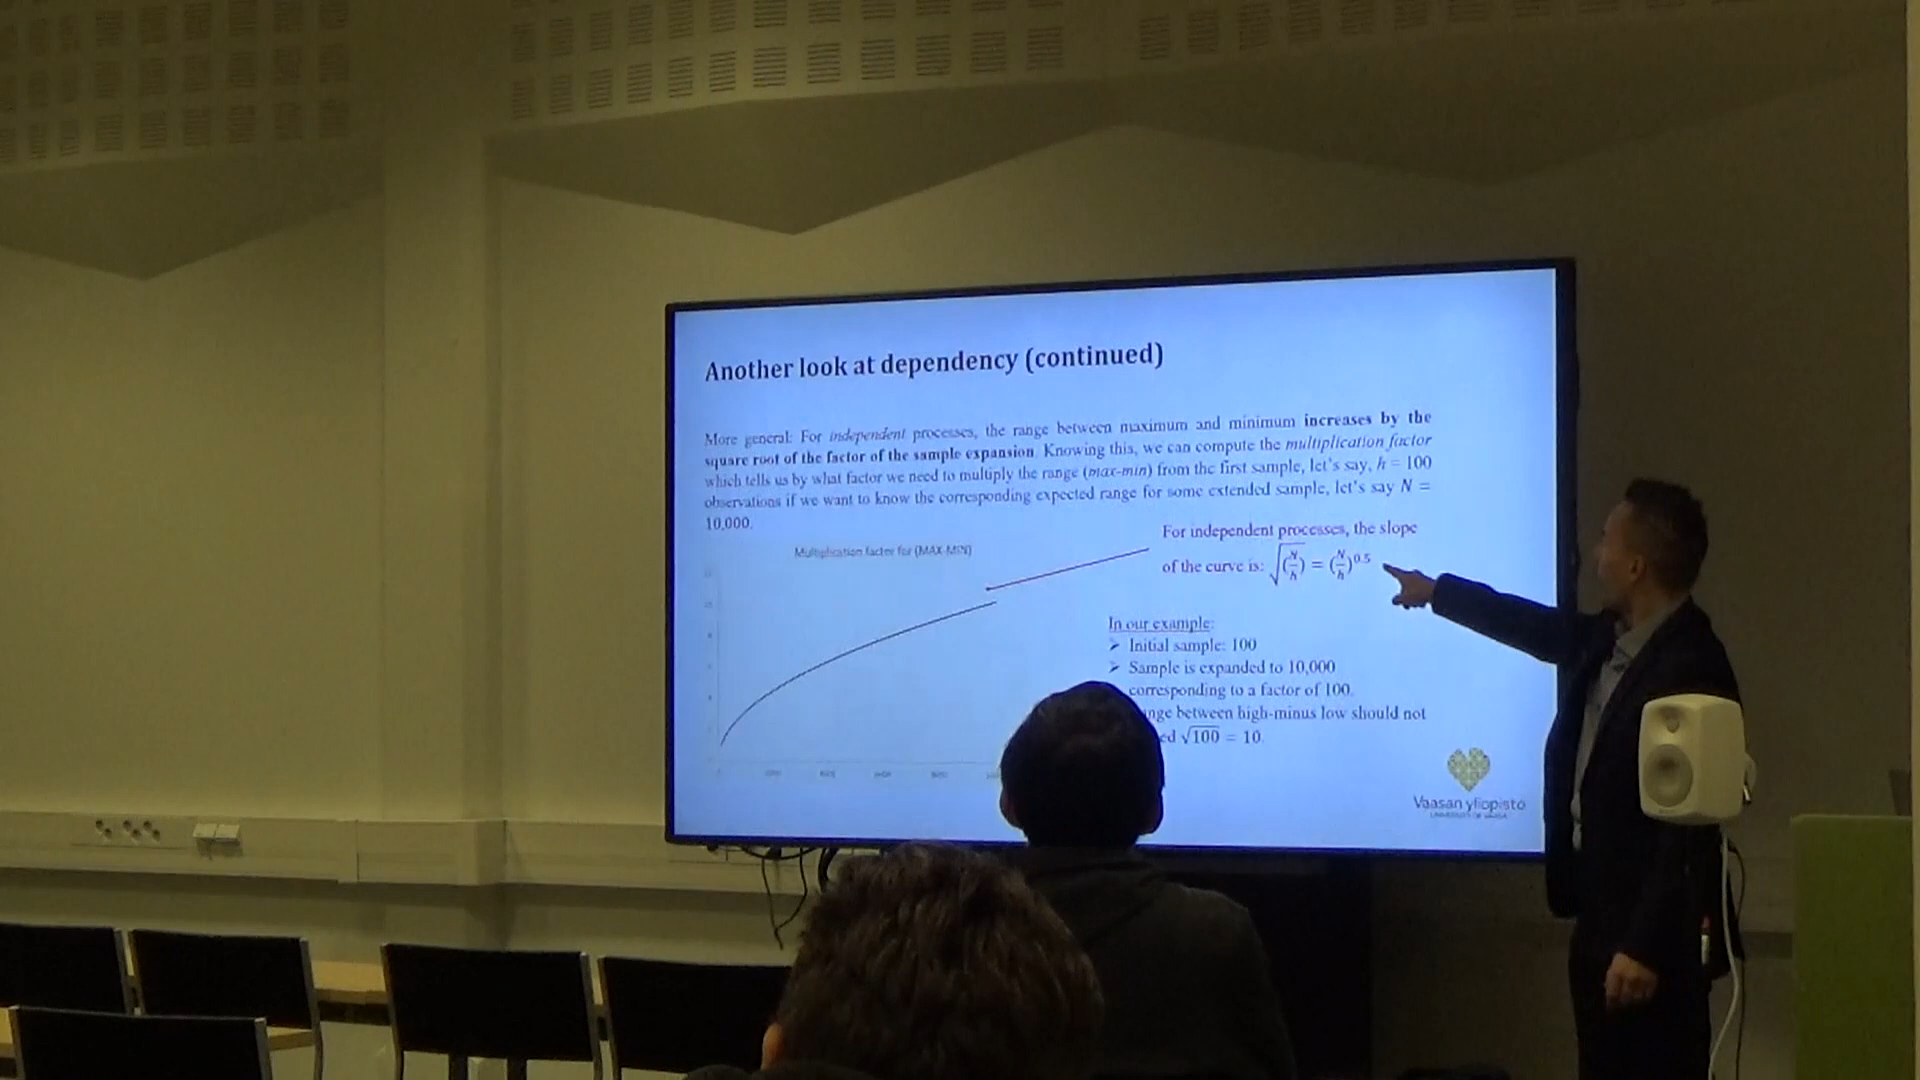 Another look at dependency (continued)
More general: For independent processes, the range between maximum and minimum increases by the
square root of the factor of the sample expansion. Knowing this, we can compute the multiplication factor
which tells us by what factor we need to multiply the range (max-min) from the first sample, let's say, h = 100
observations if we want to know the corresponding expected range for some extended sample, let's say N =
10,000.
Multiplication factor for (MAX-MIN)
For independent processes, the slope
of the curve is: √(N/h) = (N/h)^0.5
In our example:
➢ Initial sample: 100
➢ Sample is expanded to 10,000
corresponding to a factor of 100.
between high-minus low should not
√100 = 10.
Vaasan yliopisto
UNIVERSITY OF VAASA